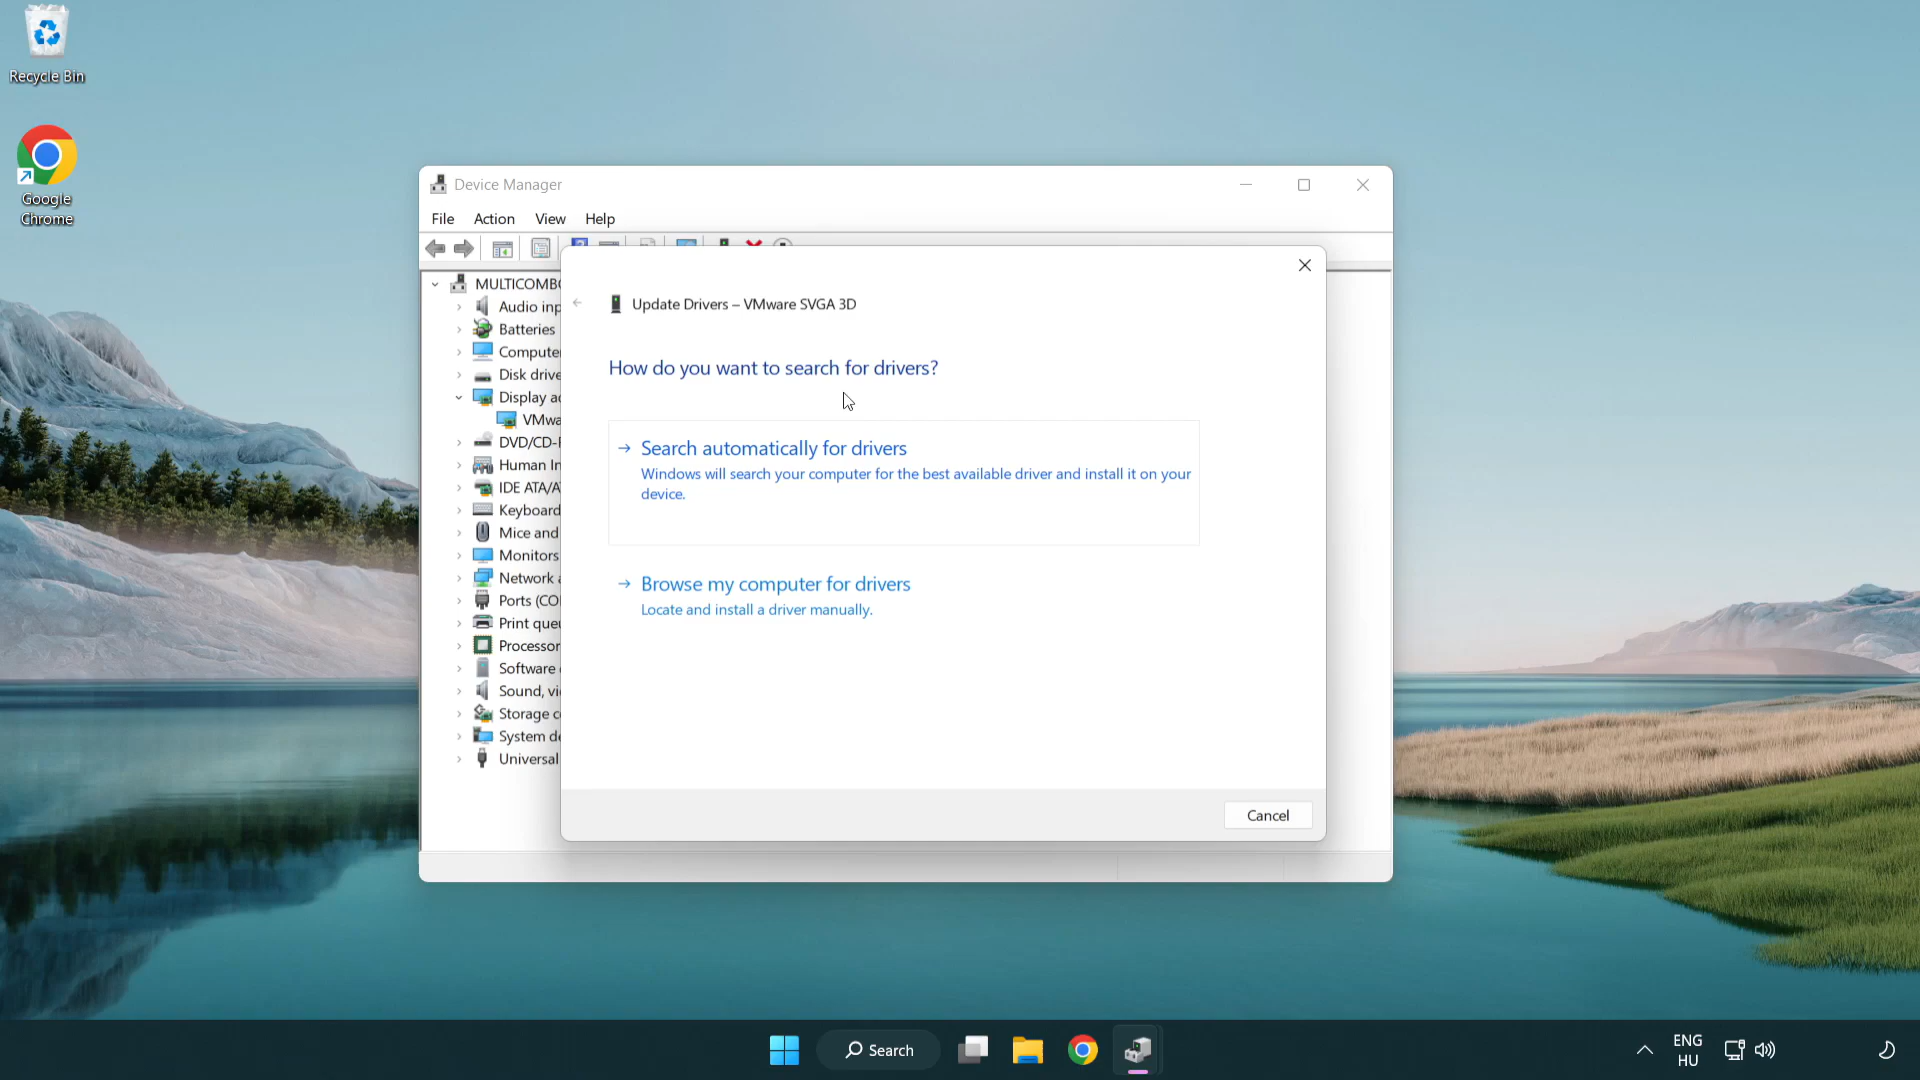 Recycle Bin
Google
Chrome
Device Manager
File Action View Help
MULTICOMBO
Audio inp
Batteries
Compute
Disk drive
Display ad
VMwa
DVD/CD-R
Human In
IDE ATA/A
Keyboard
Mice and
Monitors
Network a
Ports (CO
Print que
Processor
Software
Sound, vi
Storage c
System de
Universal
Update Drivers – VMware SVGA 3D
How do you want to search for drivers?
Search automatically for drivers
Windows will search your computer for the best available driver and install it on your
device.
Browse my computer for drivers
Locate and install a driver manually.
Cancel
Search
ENG
HU